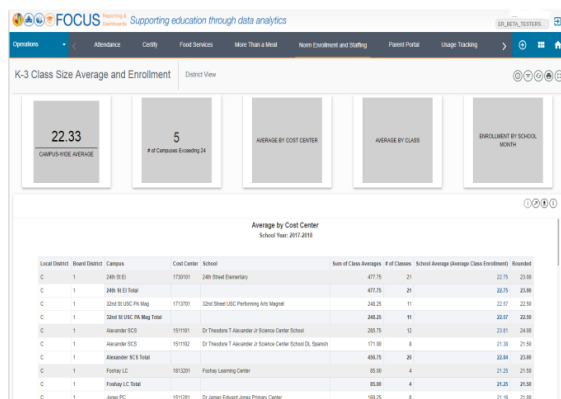 FOCUS Reporting & Dashboards Supporting education through data analytics
ER_BETA_TESTERS...
Operations Attendance Certify Food Services More Than a Meal Norm Enrollment and Staffing Parent Portal Usage Tracking
K-3 Class Size Average and Enrollment District View
22.33
CAMPUS-WIDE AVERAGE
5
# of Campuses Exceeding 24
AVERAGE BY COST CENTER
AVERAGE BY CLASS
ENROLLMENT BY SCHOOL
MONTH
Average by Cost Center
School Year: 2017-2018
Local District Board District Campus Cost Center School Sum of Class Averages # of Classes School Average (Average Class Enrollment) Rounded
C 1 24th St El 1730101 24th Street Elementary 477.75 21 22.75 23.00
C 1 24th St El Total 477.75 21 22.75 23.00
C 1 32nd St USC PA Mag 1713701 32nd Street USC Performing Arts Magnet 248.25 11 22.57 22.50
C 1 32nd St USC PA Mag Total 248.25 11 22.57 22.50
C 1 Alexander SCS 1511101 Dr Theodore T Alexander Jr Science Center School 285.75 12 23.81 24.00
C 1 Alexander SCS 1511102 Dr Theodore T Alexander Jr Science Center School DL Spanish 171.00 8 21.38 21.50
C 1 Alexander SCS Total 456.75 20 22.84 23.00
C 1 Foshay LC 1813201 Foshay Learning Center 85.00 4 21.25 21.50
C 1 Foshay LC Total 85.00 4 21.25 21.50
C 1 Jones PC 1511201 Dr James Edward Jones Primary Center 169.25 8 21.16 21.00